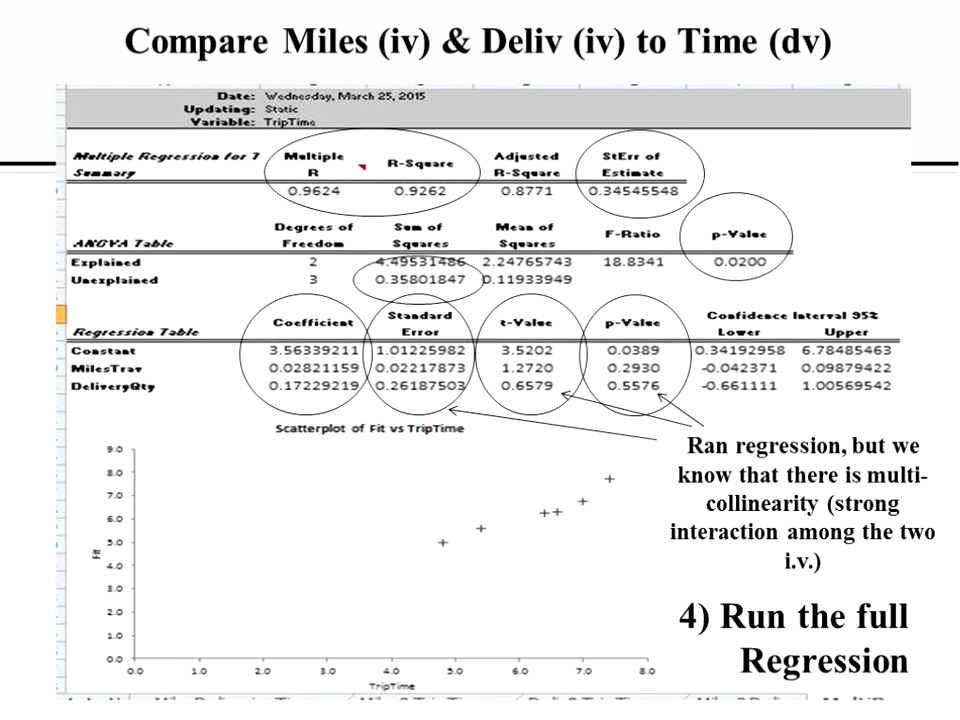 Compare Miles (iv) & Deliv (iv) to Time (dv)
Date: Wednesday, March 25, 2015
Updating: Static
Variable: TripTime
Multiple Regression for T Multiple R-Square Adjusted StErr of
Summary R R-Square Estimate
0.9624 0.9262 0.8771 0.34545548
Degrees of Sum of Mean of F-Ratio p-Value
ANOVA Table Freedom Squares Squares
Explained 2 4.49531486 2.24765743 18.8341 0.0200
Unexplained 3 0.35801847 0.11933949
Coefficient Standard t-Value p-Value Confidence Interval 95%
Regression Table Error Lower Upper
Constant 3.56339211 1.01225982 3.5202 0.0389 0.34192958 6.78485463
MilesTrav 0.02821159 0.02217873 1.2720 0.2930 -0.042371 0.09879422
DeliveryQty 0.17229219 0.26187503 0.6579 0.5576 -0.661111 1.00569542
Scatterplot of Fit vs TripTime
9.0
8.0
7.0
6.0
5.0
4.0
3.0
2.0
1.0
0.0
Fit
0.0 1.0 2.0 3.0 4.0 5.0 6.0 7.0 8.0
TripTime
Ran regression, but we
know that there is multi-
collinearity (strong
interaction among the two
i.v.)
4) Run the full
Regression